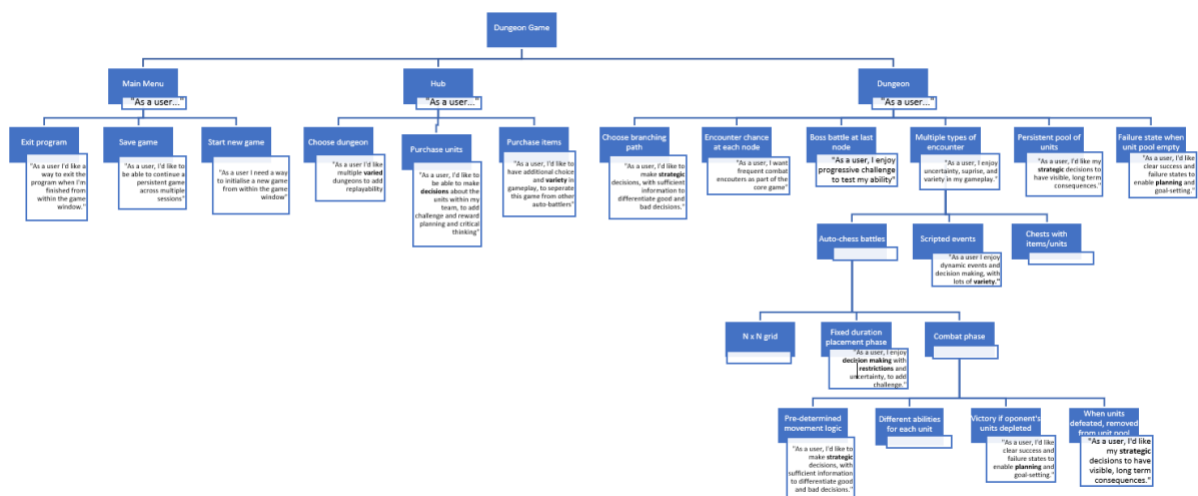 Dungeon Game
Main Menu
"As a user..."
Hub
"As a user..."
Dungeon
"As a user..."
Exit program
"As a user I'd like a
way to exit the
program when I'm
finished from
within the game
window."
Save game
"As a user, I'd like to
be able to continue a
persistent game
across multiple
sessions"
Start new game
"As a user I need a way
to initialise a new game
from within the game
window"
Choose dungeon
"As a user I'd like
multiple varied
dungeons to add
replayability
Purchase units
"As a user, I'd like to
be able to make
decisions about the
units within my
team, to add
challenge and reward
planning and critical
thinking"
Purchase items
"As a user, I'd like to
have additional choice
and variety in
gameplay, to seperate
this game from other
auto-battlers"
Choose branching
path
"As a user, I'd like to
make strategic
decisions, with
sufficient information
to differentiate good
and bad decisions."
Encounter chance
at each node
"As a user, I want
frequent combat
encouters as part of the
core game"
Boss battle at last
node
"As a user, I enjoy
progressive challenge
to test my ability"
Multiple types of
encounter
"As a user, I enjoy
uncertainty, suprise, and
variety in my gameplay."
Persistent pool of
units
"As a user, I'd like my
strategic decisions to
have visible, long term
consequences."
Failure state when
unit pool empty
"As a user, I'd like
clear success and
failure states to
enable planning and
goal-setting."
Auto-chess battles
Scripted events
"As a user I enjoy
dynamic events and
decision making, with
lots of variety."
Chests with
items/units
N x N grid
Fixed duration
placement phase
"As a user, I enjoy
decision making with
restrictions and
uncertainty, to add
challenge."
Combat phase
Pre-determined
movement logic
"As a user, I'd like to
make strategic
decisions, with
sufficient information
to differentiate good
and bad decisions."
Different abilities
for each unit
Victory if oponent's
units depleted
"As a user, I'd like
clear success and
failure states to
enable planning and
goal-setting."
When units
defeated, removed
from unit pool
"As a user, I'd like
my strategic
decisions to have
visible, long term
consequences."